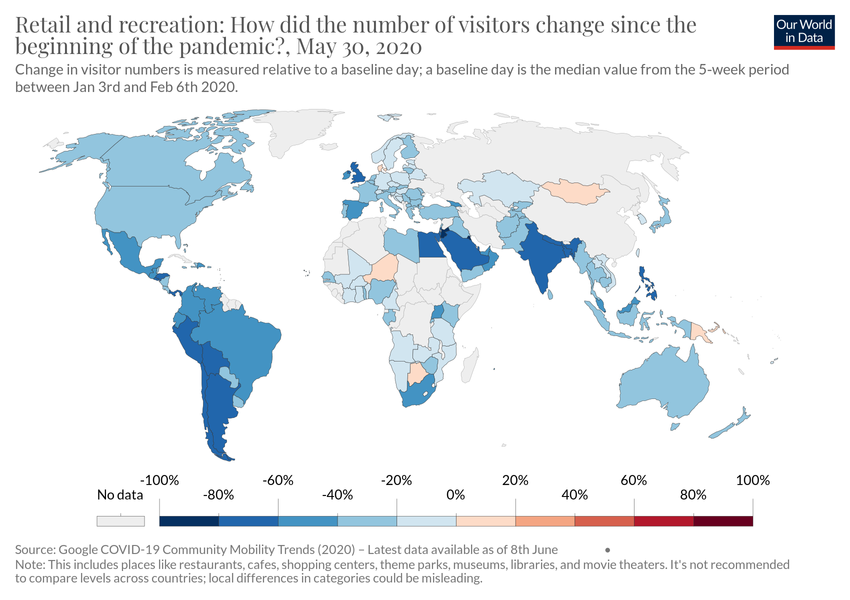 Retail and recreation: How did the number of visitors change since the
beginning of the pandemic?, May 30, 2020
Our World
in Data
Change in visitor numbers is measured relative to a baseline day; a baseline day is the median value from the 5-week period
between Jan 3rd and Feb 6th 2020.
-100% -60% -20% 20% 60% 100%
No data -80% -40% 0% 40% 80%
Source: Google COVID-19 Community Mobility Trends (2020) – Latest data available as of 8th June
Note: This includes places like restaurants, cafes, shopping centers, theme parks, museums, libraries, and movie theaters. It's not recommended
to compare levels across countries; local differences in categories could be misleading.